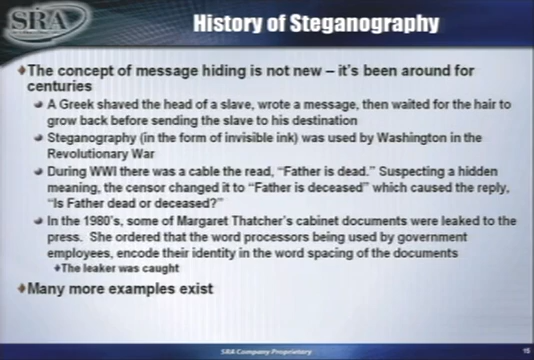 SRA
History of Steganography
The concept of message hiding is not new – it's been around for
centuries
A Greek shaved the head of a slave, wrote a message, then waited for the hair to
grow back before sending the slave to his destination
Steganography (in the form of invisible ink) was used by Washington in the
Revolutionary War
During WWI there was a cable the read, "Father is dead." Suspecting a hidden
meaning, the censor changed it to "Father is deceased" which caused the reply,
"Is Father dead or deceased?"
In the 1980's, some of Margaret Thatcher's cabinet documents were leaked to the
press. She ordered that the word processors being used by government
employees, encode their identity in the word spacing of the documents
The leaker was caught
Many more examples exist
SRA Company Proprietary
15